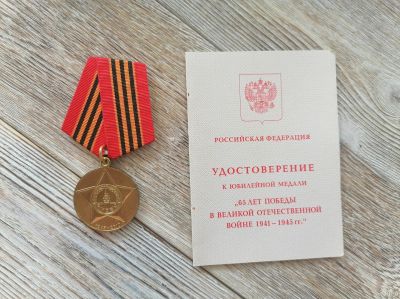 РОССИЙСКАЯ ФЕДЕРАЦИЯ
УДОСТОВЕРЕНИЕ
К ЮБИЛЕЙНОЙ МЕДАЛИ
„65 ЛЕТ ПОБЕДЫ
В ВЕЛИКОЙ ОТЕЧЕСТВЕННОЙ
ВОЙНЕ 1941–1945 гг.“